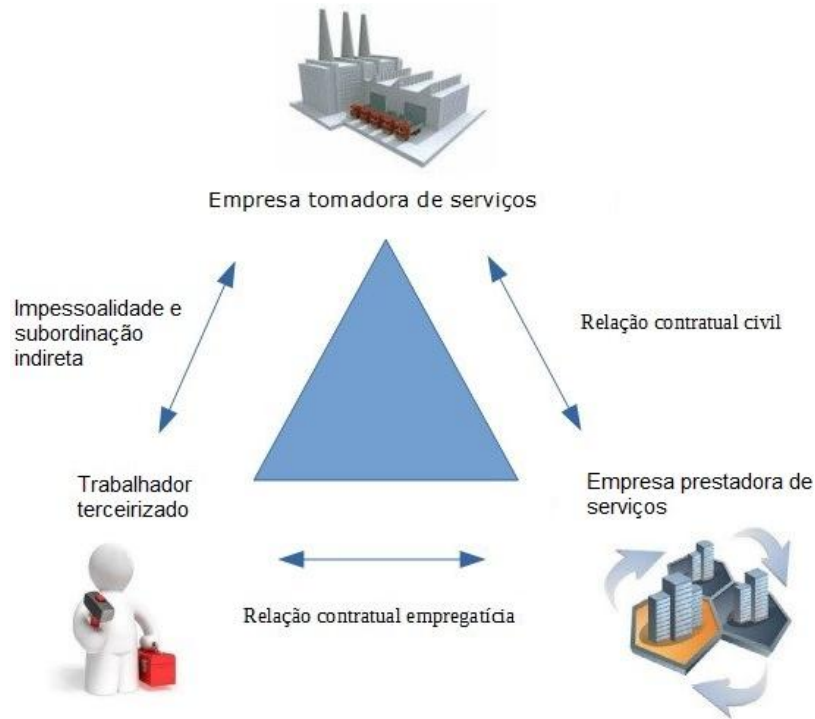 Empresa tomadora de serviços
Impessoalidade e
subordinação
indireta
Relação contratual civil
Trabalhador
terceirizado
Empresa prestadora de
serviços
Relação contratual empregatícia